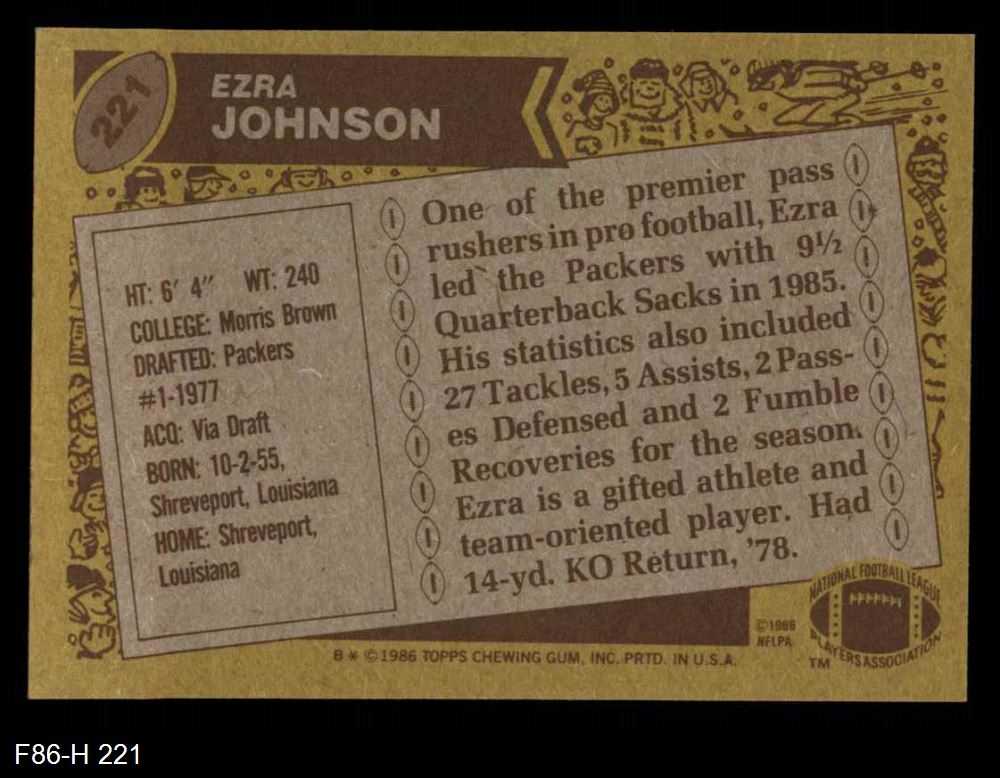 221
EZRA
JOHNSON
HT: 6' 4" WT: 240
COLLEGE: Morris Brown
DRAFTED: Packers
#1-1977
ACQ: Via Draft
BORN: 10-2-55,
Shreveport, Louisiana
HOME: Shreveport,
Louisiana
One of the premier pass
rushers in pro football, Ezra
led the Packers with 9½
Quarterback Sacks in 1985.
His statistics also included
27 Tackles, 5 Assists, 2 Pass-
es Defensed and 2 Fumble
Recoveries for the season.
Ezra is a gifted athlete and
team-oriented player. Had
14-yd. KO Return, '78.
B * © 1986 TOPPS CHEWING GUM, INC. PRTD. IN U.S.A.
© 1986
NFLPA
NATIONAL FOOTBALL LEAGUE
PLAYERS ASSOCIATION
TM
F86-H 221